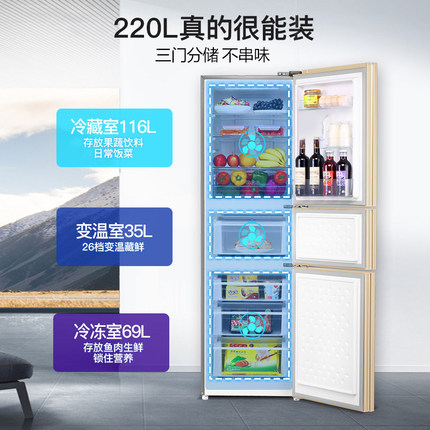 220L真的很能装
三门分储 不串味
冷藏室116L
存放果蔬饮料
日常饭菜
变温室35L
26档变温藏鲜
冷冻室69L
存放鱼肉生鲜
锁住营养